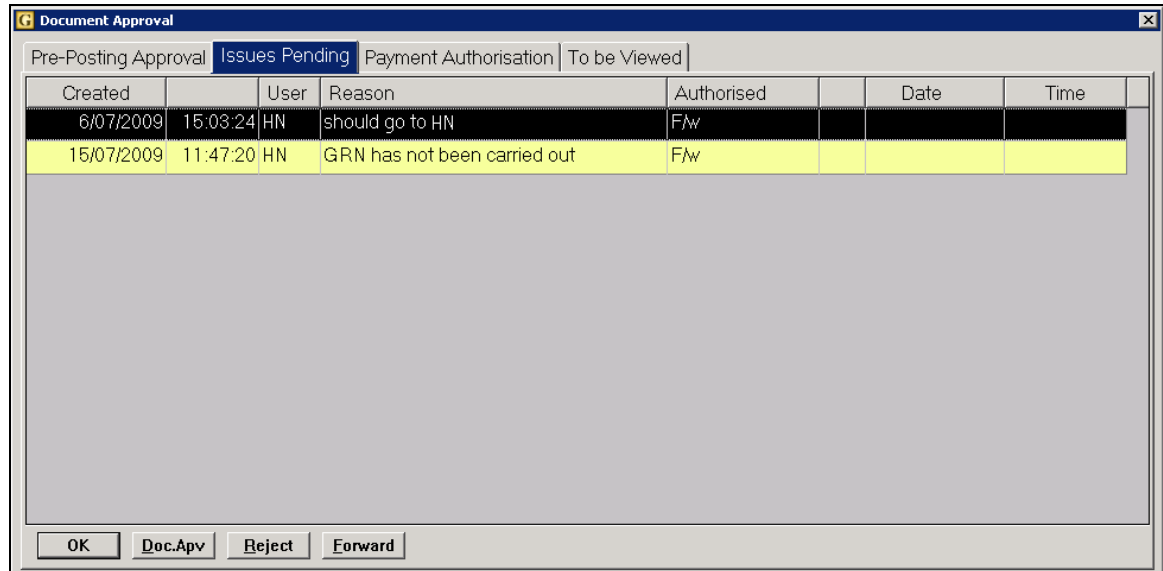 G Document Approval
Pre-Posting Approval Issues Pending Payment Authorisation To be Viewed
Created User Reason Authorised Date Time
6/07/2009 15:03:24 HN should go to HN F/w
15/07/2009 11:47:20 HN GRN has not been carried out F/w
OK Doc.Apv Reject Forward